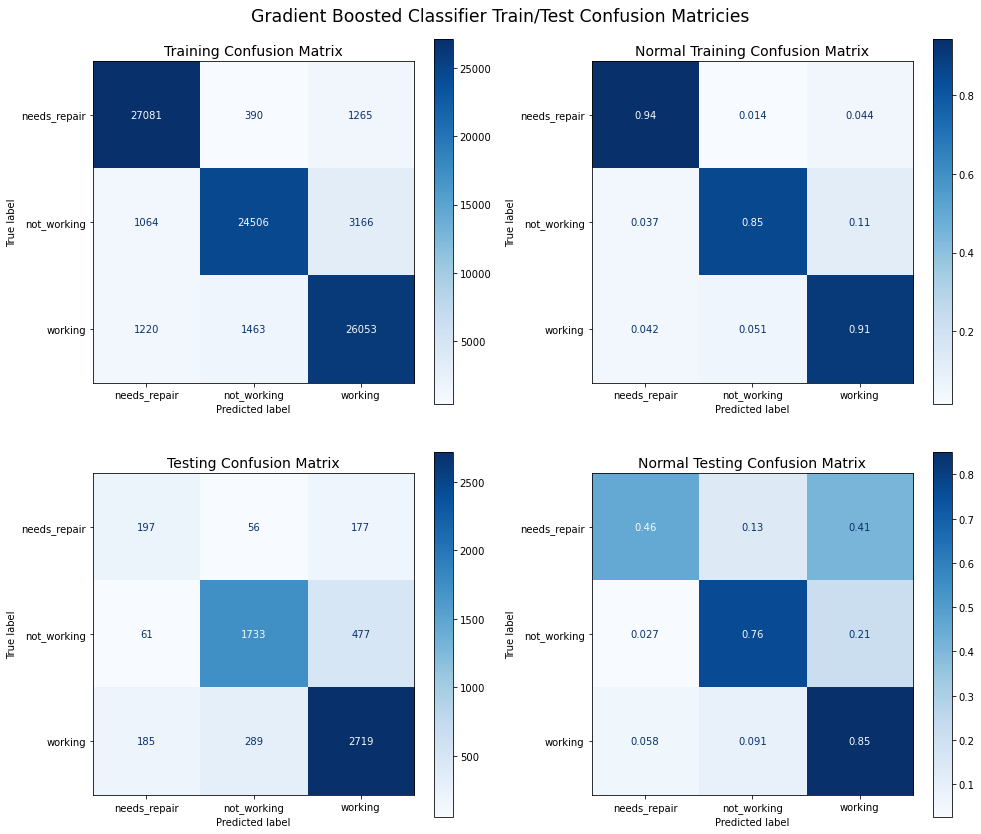 Gradient Boosted Classifier Train/Test Confusion Matricies
Training Confusion Matrix
True label
needs_repair
not_working
working
27081 390 1265
1064 24506 3166
1220 1463 26053
needs_repair not_working working
Predicted label
25000
20000
15000
10000
5000
Normal Training Confusion Matrix
True label
needs_repair
not_working
working
0.94 0.014 0.044
0.037 0.85 0.11
0.042 0.051 0.91
needs_repair not_working working
Predicted label
0.8
0.6
0.4
0.2
Testing Confusion Matrix
True label
needs_repair
not_working
working
197 56 177
61 1733 477
185 289 2719
needs_repair not_working working
Predicted label
2500
2000
1500
1000
500
Normal Testing Confusion Matrix
True label
needs_repair
not_working
working
0.46 0.13 0.41
0.027 0.76 0.21
0.058 0.091 0.85
needs_repair not_working working
Predicted label
0.8
0.7
0.6
0.5
0.4
0.3
0.2
0.1